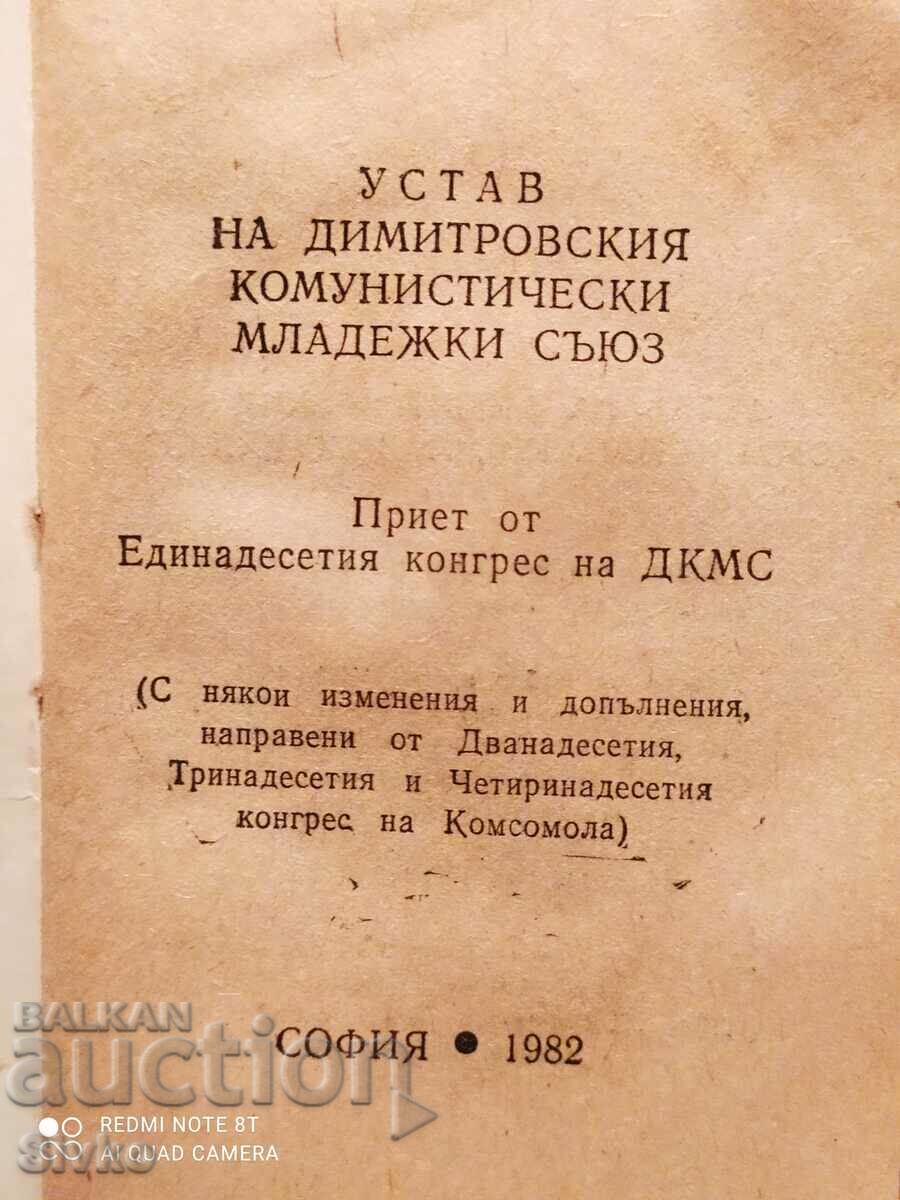 УСТАВ
НА ДИМИТРОВСКИЯ
КОМУНИСТИЧЕСКИ
МЛАДЕЖКИ СЪЮЗ
Приет от
Единадесетия конгрес на ДКМС
(С някои изменения и допълнения,
направени от Дванадесетия,
Тринадесетия и Четиринадесетия
конгрес на Комсомола)
СОФИЯ • 1982
BALKAN
auction
REDMI NOTE 8T
AI QUAD CAMERA
Sivko